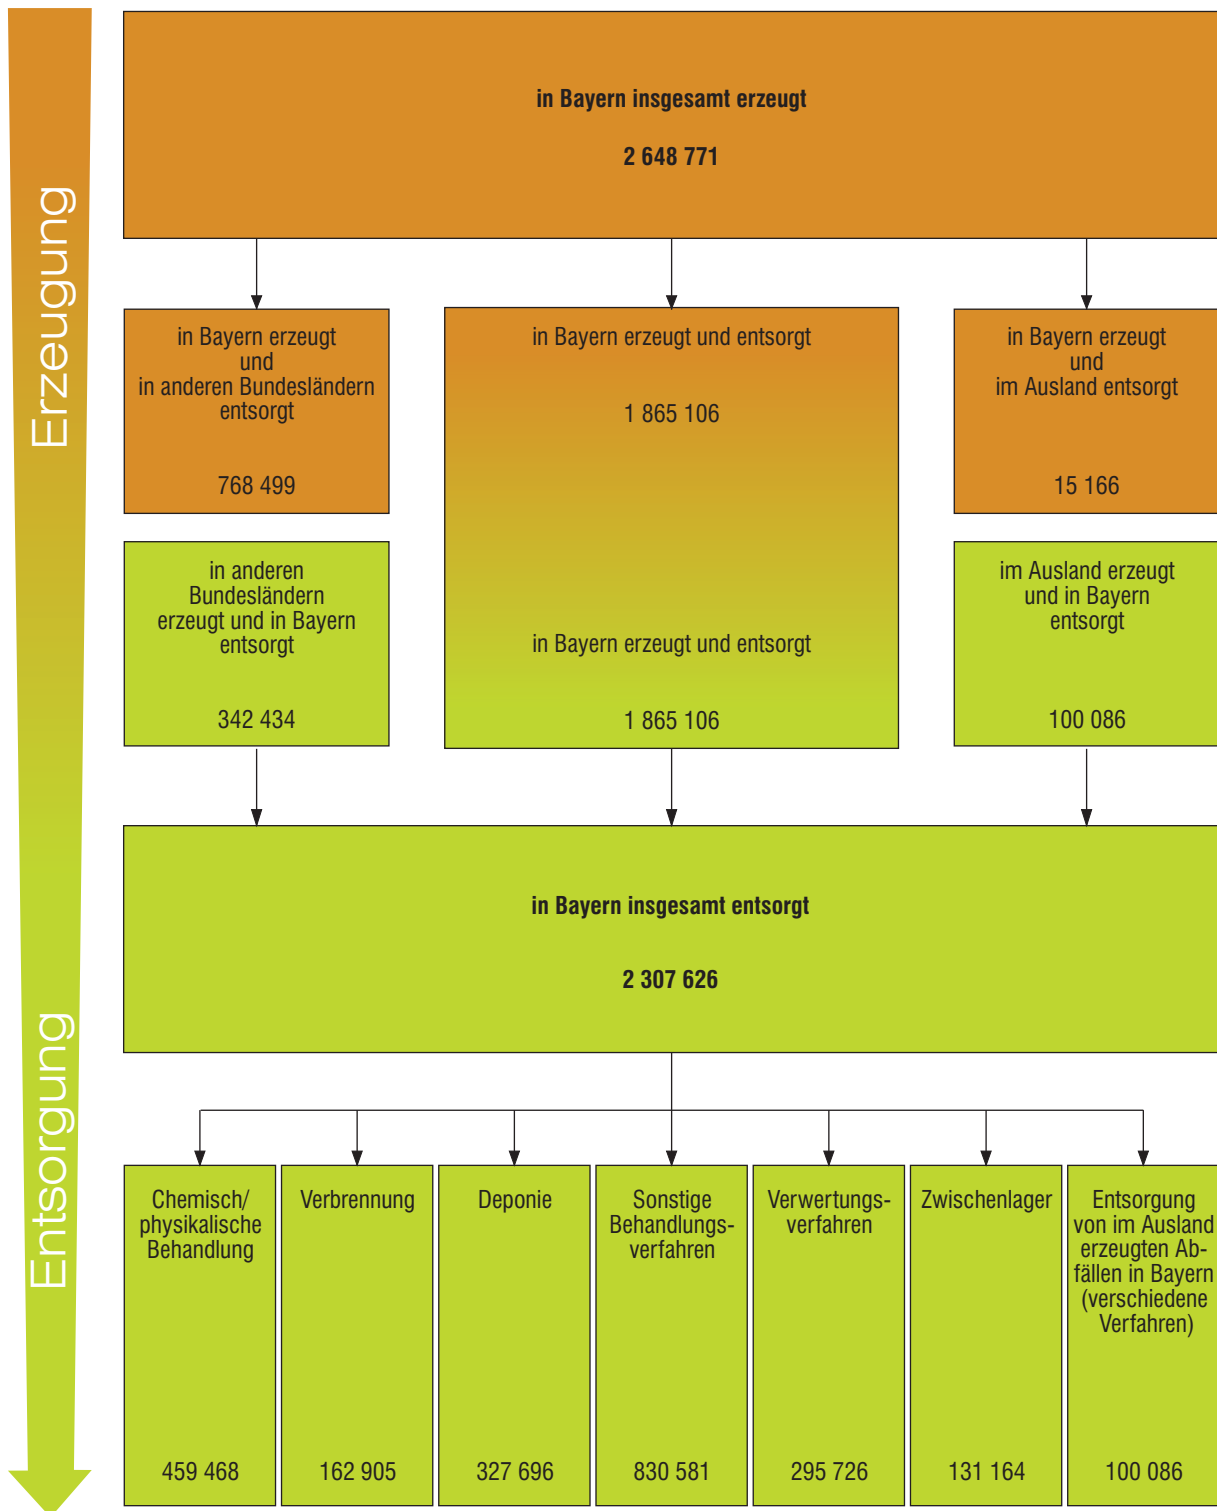 Erzeugung
Entsorgung
in Bayern insgesamt erzeugt
2 648 771
in Bayern erzeugt
und
in anderen Bundesländern
entsorgt
768 499
in Bayern erzeugt und entsorgt
1 865 106
in Bayern erzeugt
und
im Ausland entsorgt
15 166
in anderen
Bundesländern
erzeugt und in Bayern
entsorgt
342 434
in Bayern erzeugt und entsorgt
1 865 106
im Ausland erzeugt
und in Bayern
entsorgt
100 086
in Bayern insgesamt entsorgt
2 307 626
Chemisch/
physikalische
Behandlung
459 468
Verbrennung
162 905
Deponie
327 696
Sonstige
Behandlungs-
verfahren
830 581
Verwertungs-
verfahren
295 726
Zwischenlager
131 164
Entsorgung
von im Ausland
erzeugten Ab-
fällen in Bayern
(verschiedene
Verfahren)
100 086